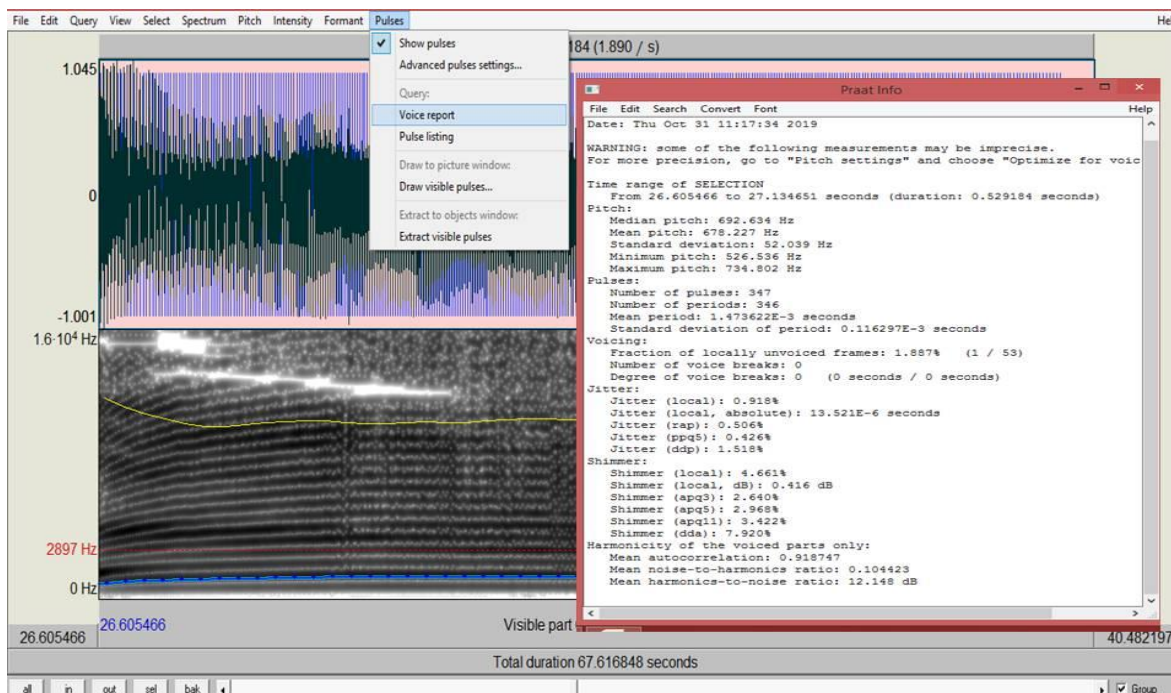 File Edit Query View Select Spectrum Pitch Intensity Formant Pulses
184 (1.890 / s)
1.045
0
-1.001
1.6·10⁴ Hz
2897 Hz
0 Hz
Show pulses
Advanced pulses settings...
Query:
Voice report
Pulse listing
Draw to picture window:
Draw visible pulses...
Extract to objects window:
Extract visible pulses
Praat Info
File Edit Search Convert Font Help
Date: Thu Oct 31 11:17:34 2019
WARNING: some of the following measurements may be imprecise.
For more precision, go to "Pitch settings" and choose "Optimize for voic
Time range of SELECTION
From 26.605466 to 27.134651 seconds (duration: 0.529184 seconds)
Pitch:
Median pitch: 692.634 Hz
Mean pitch: 678.227 Hz
Standard deviation: 52.039 Hz
Minimum pitch: 526.536 Hz
Maximum pitch: 734.802 Hz
Pulses:
Number of pulses: 347
Number of periods: 346
Mean period: 1.473622E-3 seconds
Standard deviation of period: 0.116297E-3 seconds
Voicing:
Fraction of locally unvoiced frames: 1.887% (1 / 53)
Number of voice breaks: 0
Degree of voice breaks: 0 (0 seconds / 0 seconds)
Jitter:
Jitter (local): 0.918%
Jitter (local, absolute): 13.521E-6 seconds
Jitter (rap): 0.506%
Jitter (ppq5): 0.426%
Jitter (ddp): 1.518%
Shimmer:
Shimmer (local): 4.661%
Shimmer (local, dB): 0.416 dB
Shimmer (apq3): 2.640%
Shimmer (apq5): 2.968%
Shimmer (apq11): 3.422%
Shimmer (dda): 7.920%
Harmonicity of the voiced parts only:
Mean autocorrelation: 0.918747
Mean noise-to-harmonics ratio: 0.104423
Mean harmonics-to-noise ratio: 12.148 dB
26.605466
26.605466 Visible part 40.482197
Total duration 67.616848 seconds
all in out sel bak Group